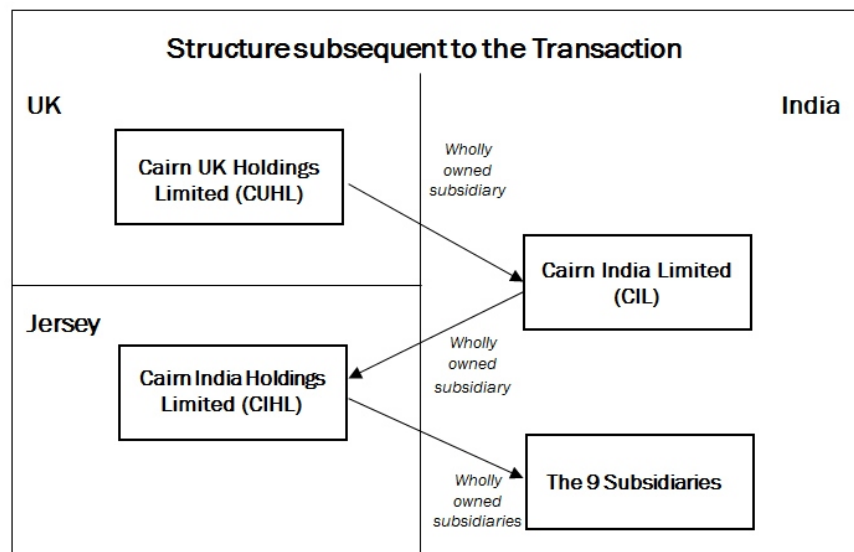 Structure subsequent to the Transaction
UK
India
Cairn UK Holdings
Limited (CUHL)
Wholly
owned
subsidiary
Cairn India Limited
(CIL)
Jersey
Wholly
owned
subsidiary
Cairn India Holdings
Limited (CIHL)
The 9 Subsidiaries
Wholly
owned
subsidiaries